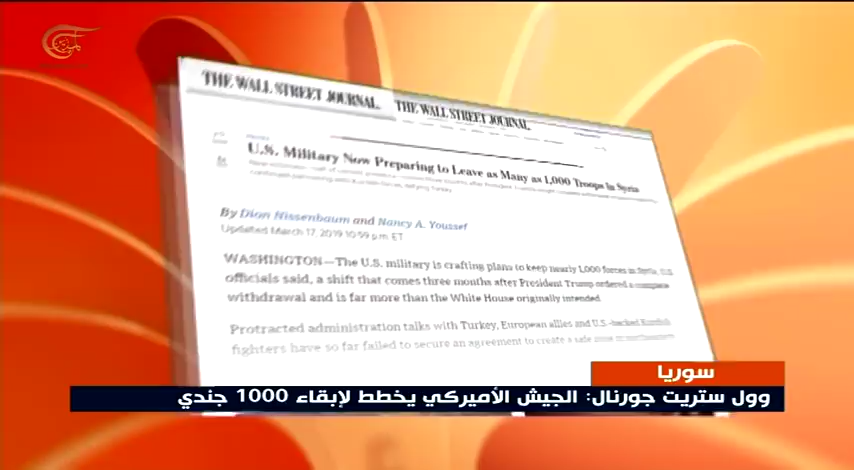 THE WALL STREET JOURNAL. THE WALL STREET JOURNAL.
U.S. Military Now Preparing to Leave as Many as 1,000 Troops in Syria
By Dion Nissenbaum and Nancy A. Youssef
Updated March 17, 2019 10:59 p.m. ET
WASHINGTON—The U.S. military is crafting plans to keep nearly 1,000 forces in Syria, U.S.
officials said, a shift that comes three months after President Trump ordered a complete
withdrawal and is far more than the White House originally intended.
Protracted administration talks with Turkey, European allies and U.S.-backed Kurdish
fighters have so far failed to secure an agreement to create a safe zone in northeastern
سوريا
وول ستريت جورنال: الجيش الأميركي يخطط لإبقاء 1000 جندي